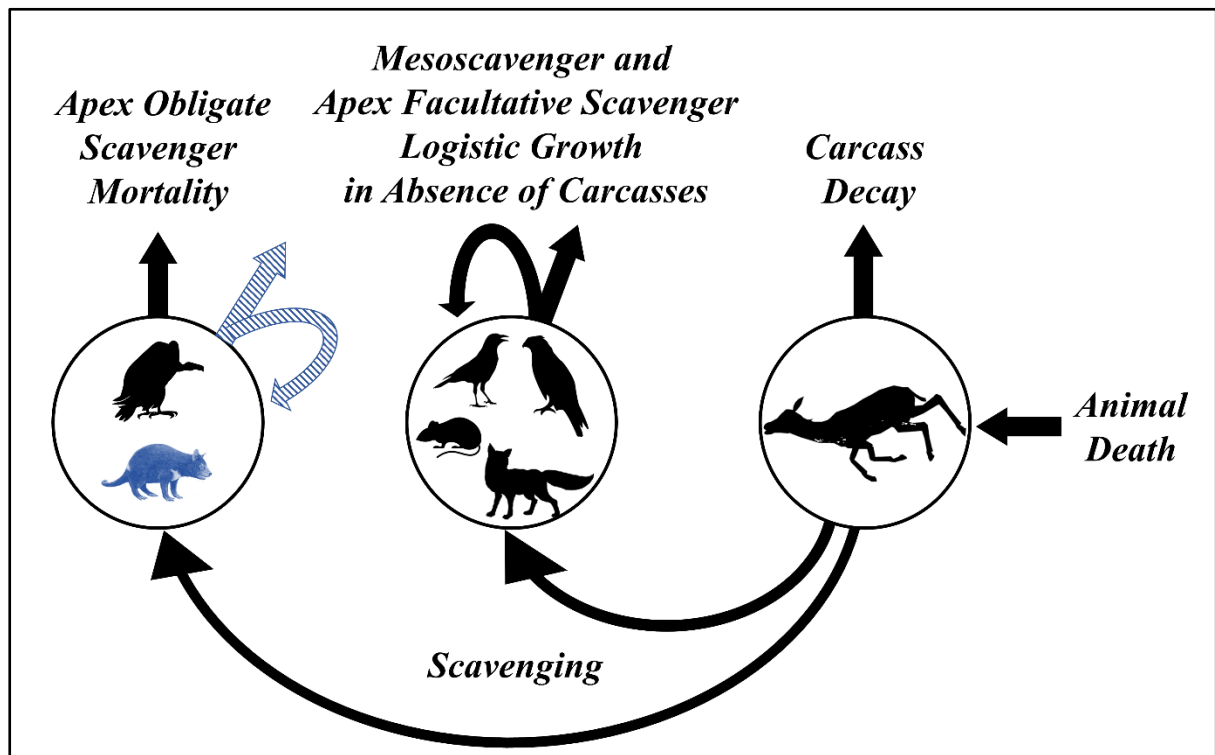 Apex Obligate
Scavenger
Mortality
Mesoscavenger and
Apex Facultative Scavenger
Logistic Growth
in Absence of Carcasses
Carcass
Decay
Animal
Death
Scavenging